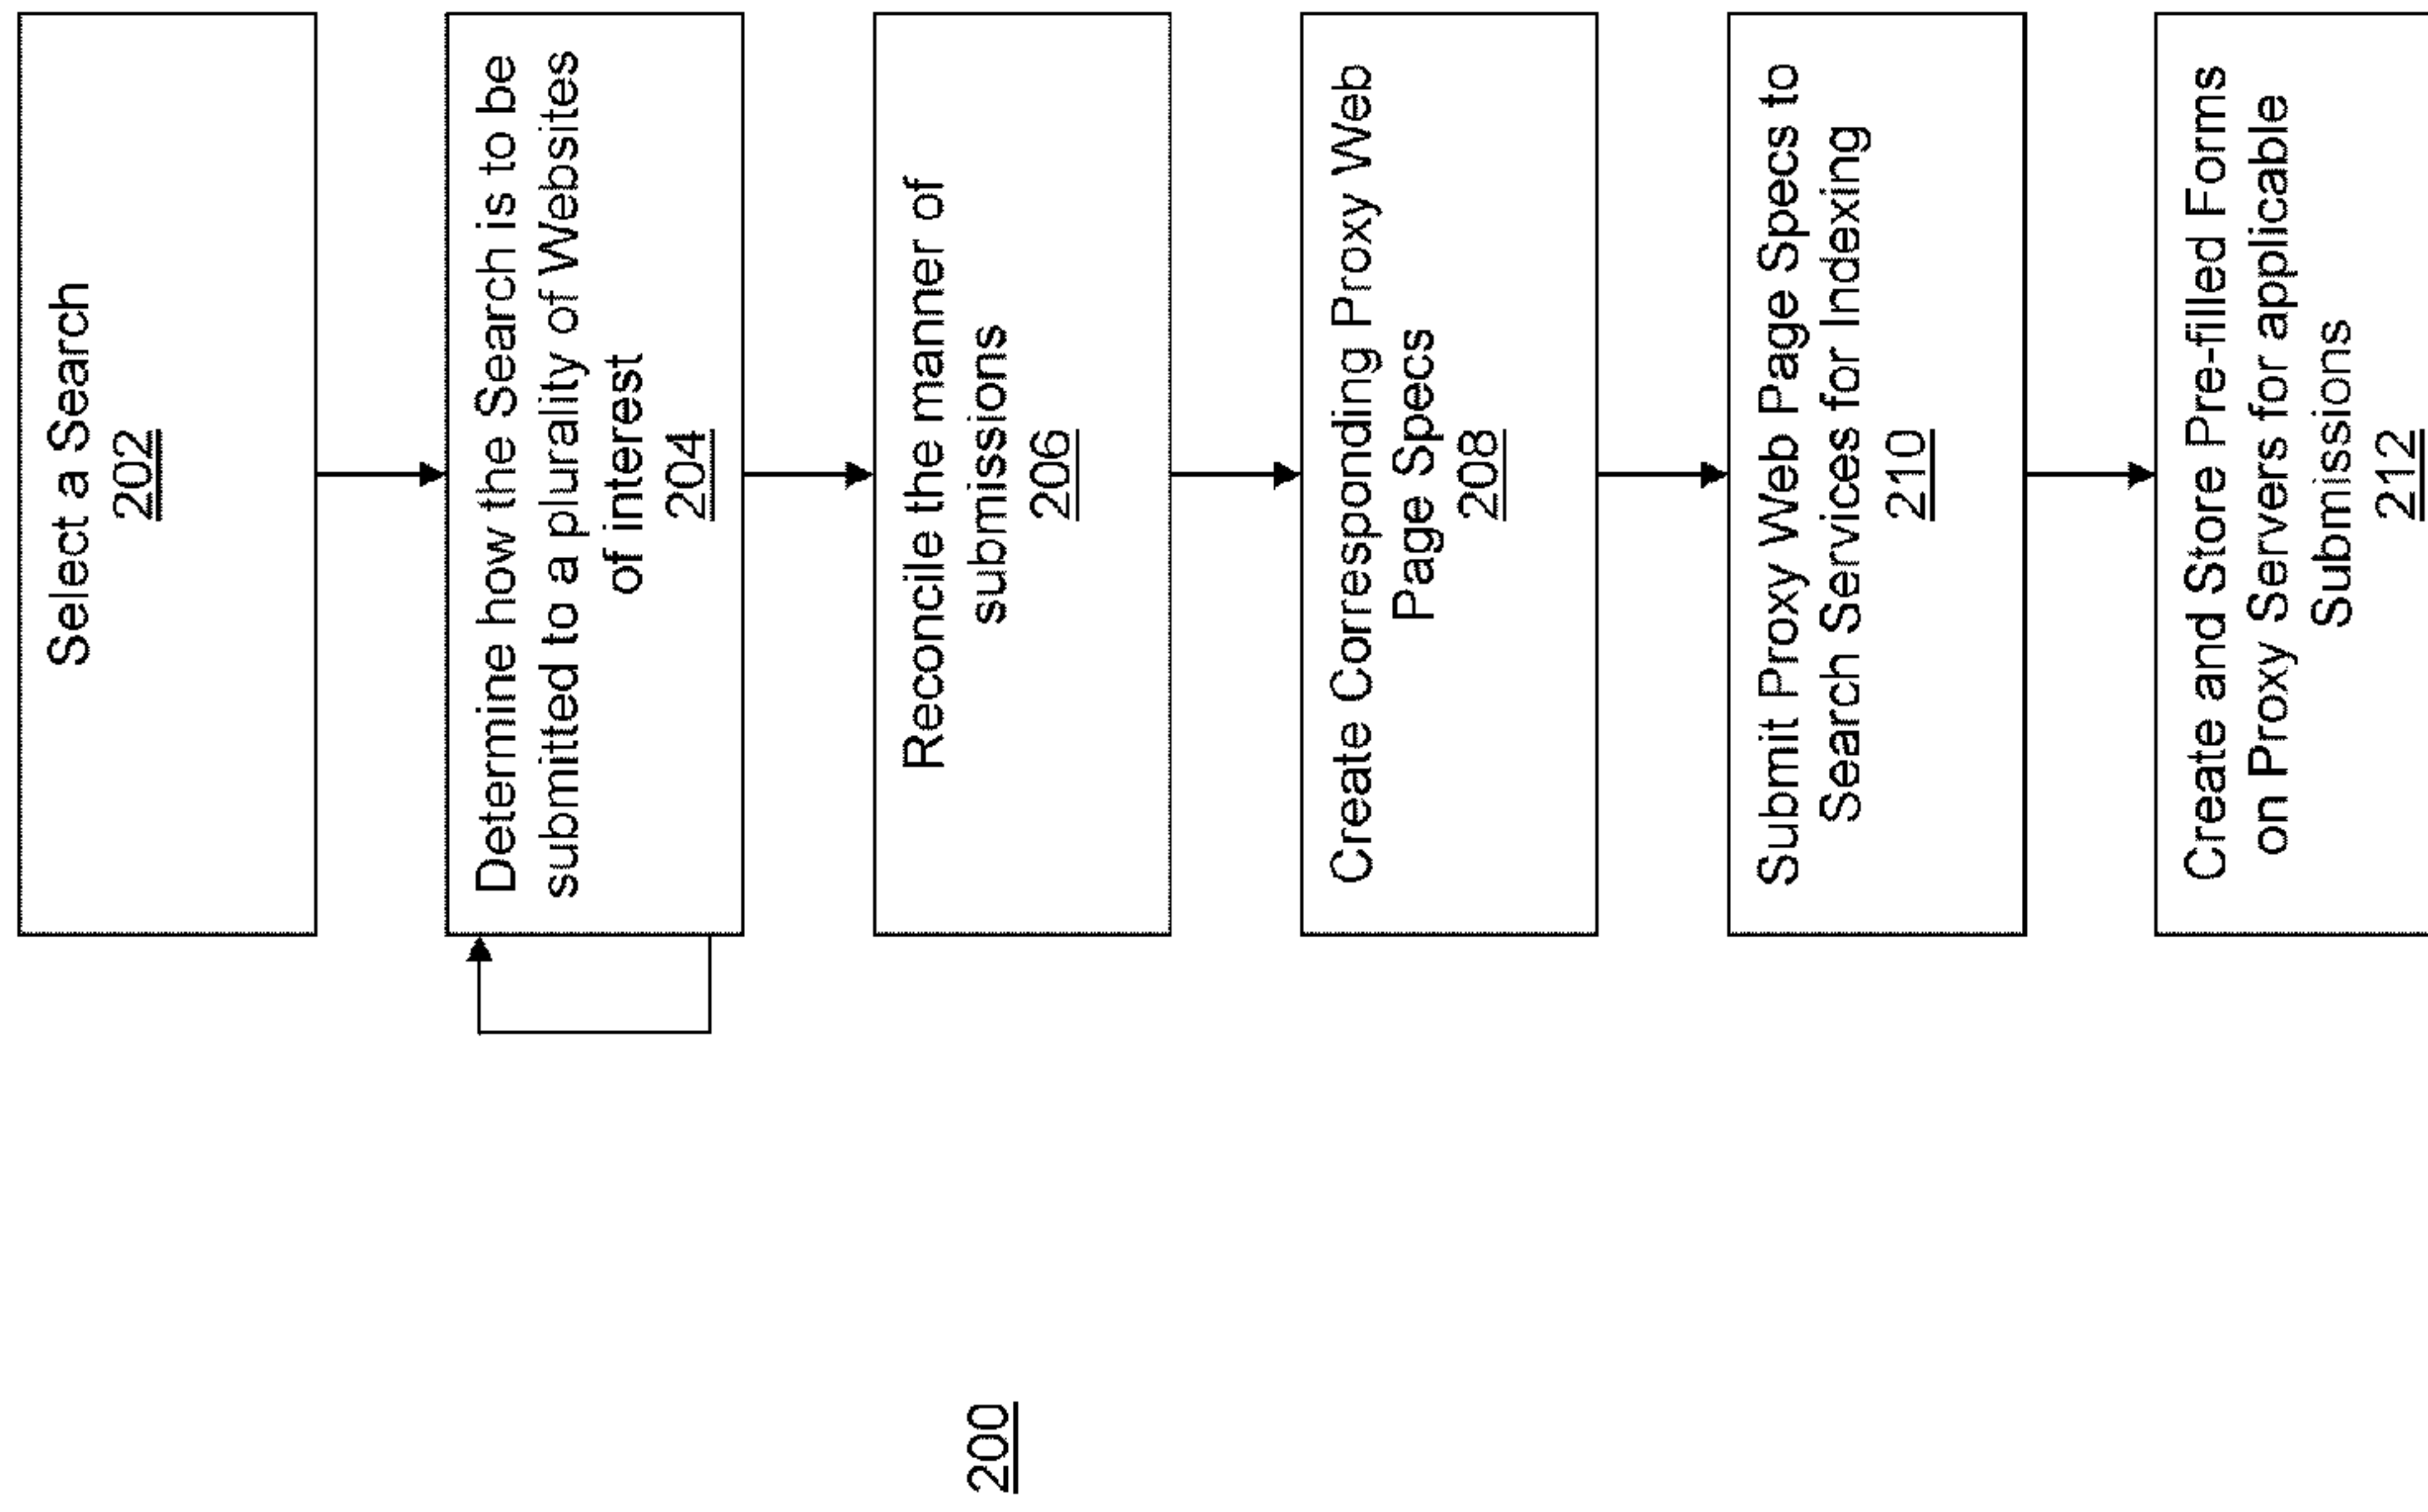 Select a Search
202
Determine how the Search is to be
submitted to a plurality of Websites
of interest
204
Reconcile the manner of
submissions
206
Create Corresponding Proxy Web
Page Specs
208
Submit Proxy Web Page Specs to
Search Services for Indexing
210
Create and Store Pre-filled Forms
on Proxy Servers for applicable
Submissions
212
200